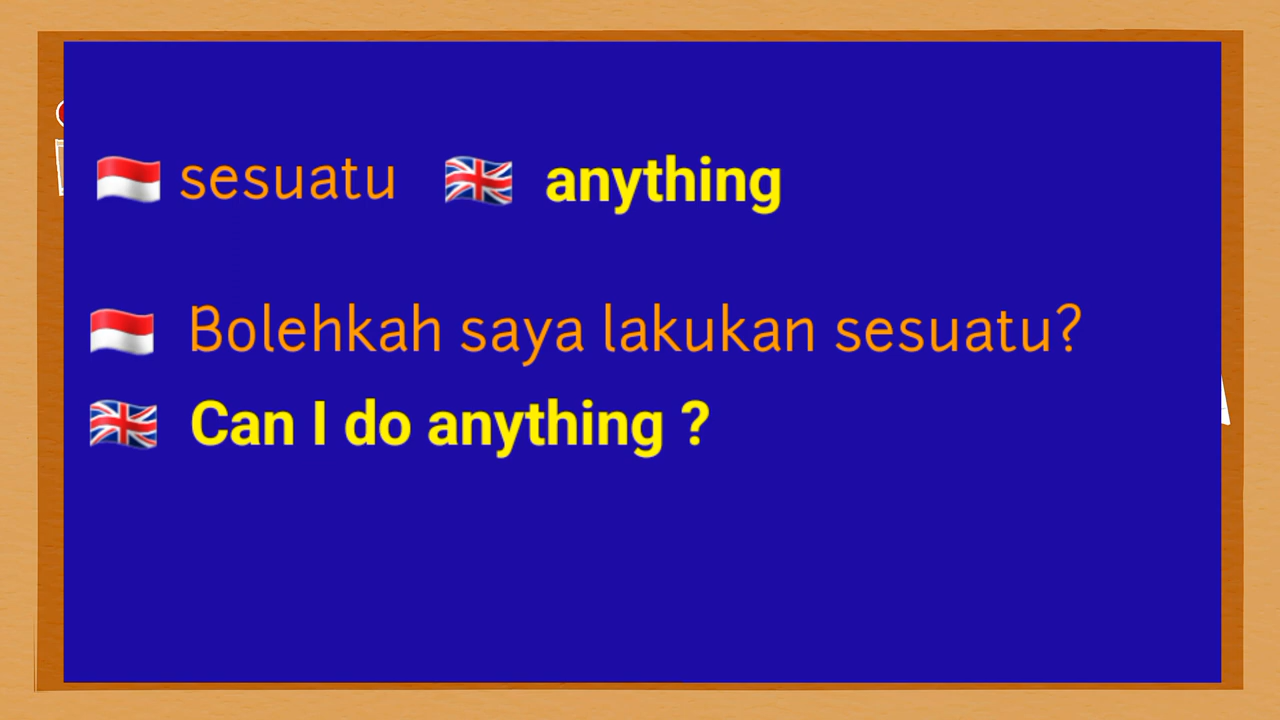 sesuatu anything
Bolehkah saya lakukan sesuatu?
Can I do anything ?